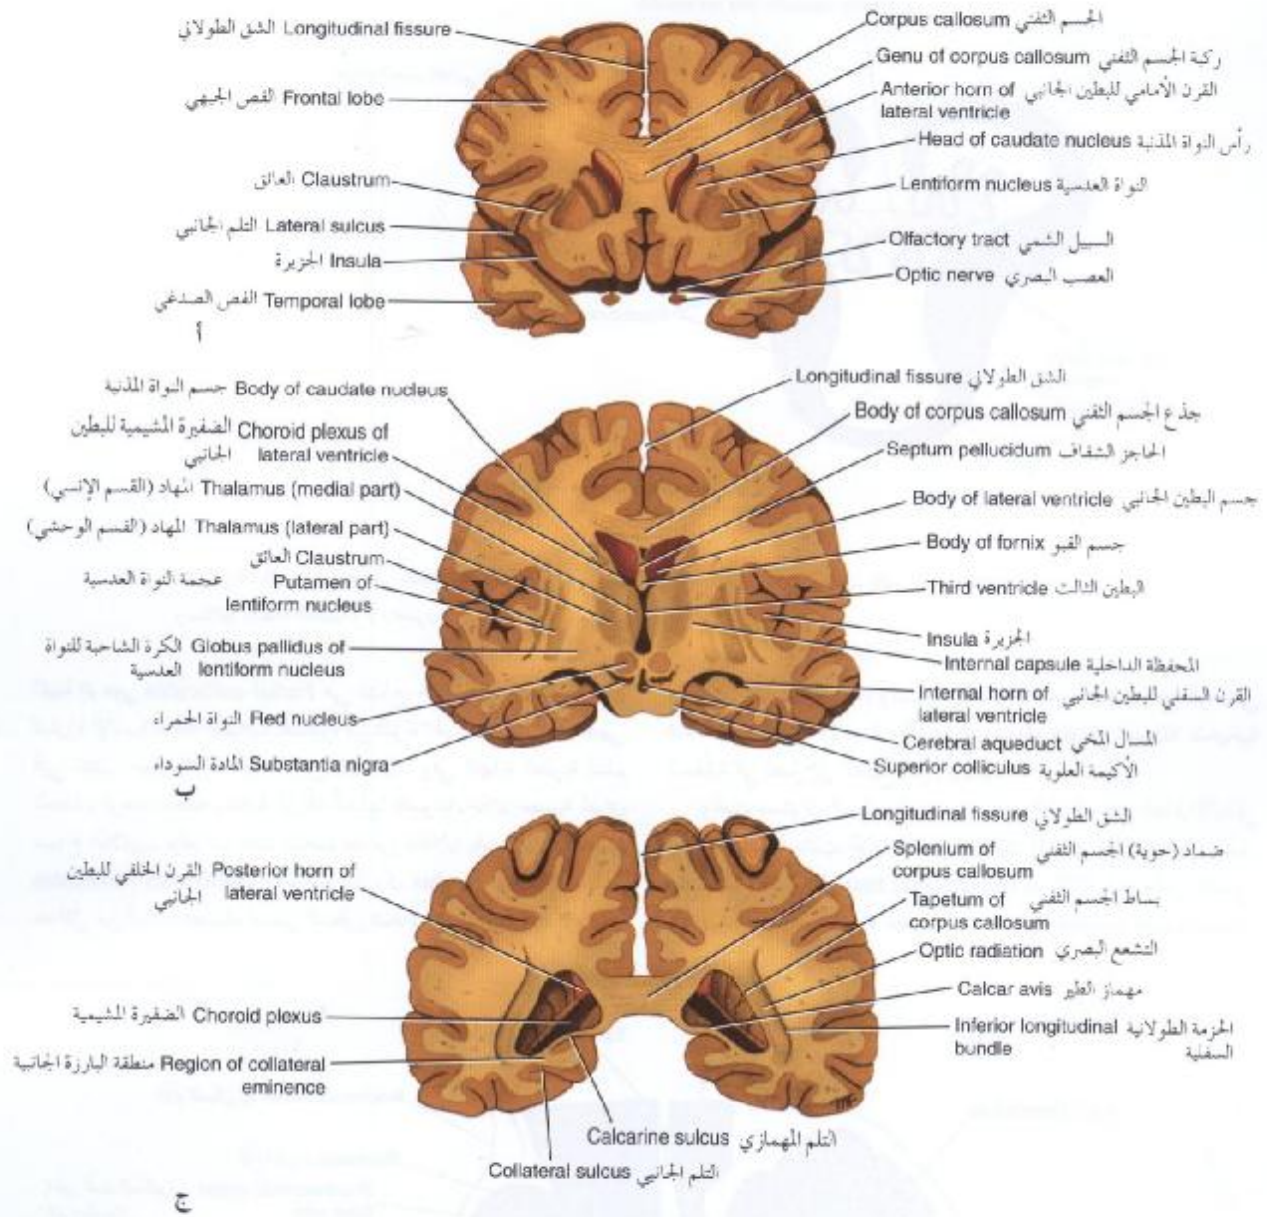 الشق الطولاني Longitudinal fissure
الفص الجبهي Frontal lobe
العائق Claustrum
التلم الجانبي Lateral sulcus
الجزيرة Insula
الفص الصدغي Temporal lobe
أ
Corpus callosum الجسم الثفني
Genu of corpus callosum ركبة الجسم الثفني
Anterior horn of القرن الأمامي للبطين الجانبي
lateral ventricle
Head of caudate nucleus رأس النواة المذنبة
Lentiform nucleus النواة العدسية
Olfactory tract السبيل الشمي
Optic nerve العصب البصري
جسم النواة المذنبة Body of caudate nucleus
الضفيرة المشيمية للبطين Choroid plexus of
الجانبي lateral ventricle
المهاد (القسم الإنسي) Thalamus (medial part)
المهاد (القسم الوحشي) Thalamus (lateral part)
العائق Claustrum
عجمة النواة العدسية Putamen of
lentiform nucleus
الكرة الشاحبة للنواة Globus pallidus of
العدسية lentiform nucleus
النواة الحمراء Red nucleus
المادة السوداء Substantia nigra
ب
Longitudinal fissure الشق الطولاني
Body of corpus callosum جذع الجسم الثفني
Septum pellucidum الحاجز الشفاف
Body of lateral ventricle جسم البطين الجانبي
Body of fornix جسم القبو
Third ventricle البطين الثالث
Insula الجزيرة
Internal capsule المحفظة الداخلية
Internal horn of القرن السفلي للبطين الجانبي
lateral ventricle
Cerebral aqueduct المسال المخي
Superior colliculus الأكيمة العلوية
القرن الخلفي للبطين Posterior horn of
الجانبي lateral ventricle
الضفيرة المشيمية Choroid plexus
منطقة البارزة الجانبية Region of collateral
eminence
Longitudinal fissure الشق الطولاني
Splenium of ضماد (حوية) الجسم الثفني
corpus callosum
Tapetum of بساط الجسم الثفني
corpus callosum
Optic radiation التشعع البصري
Calcar avis مهماز الطير
Inferior longitudinal الحزمة الطولانية
bundle السفلية
Calcarine sulcus التلم المهمازي
Collateral sulcus التلم الجانبي
ج